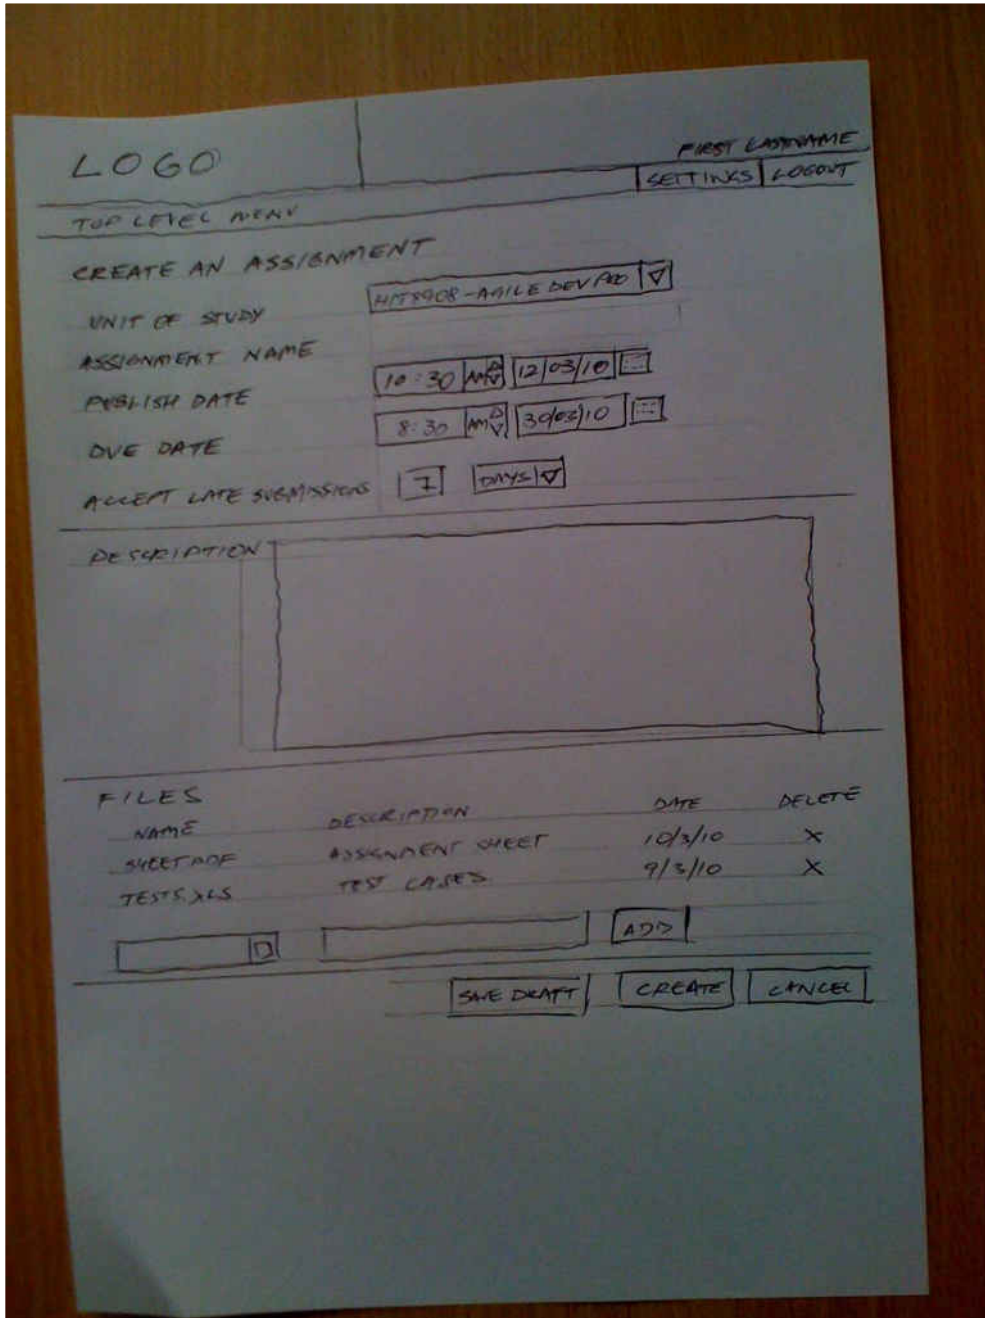 LOGO
FIRST LASTNAME
SETTINGS LOGOUT
TOP LEVEL MENU
CREATE AN ASSIGNMENT
UNIT OF STUDY HIT8908 - AGILE DEV
ASSIGNMENT NAME
PUBLISH DATE 10:30 AM 12/03/10
DUE DATE 8:30 AM 30/03/10
ACCEPT LATE SUBMISSIONS 7 DAYS
DESCRIPTION
FILES
NAME DESCRIPTION DATE DELETE
SHEET.PDF ASSIGNMENT SHEET 10/3/10 X
TESTS.XLS TEST CASES 9/3/10 X
ADD
SAVE DRAFT CREATE CANCEL